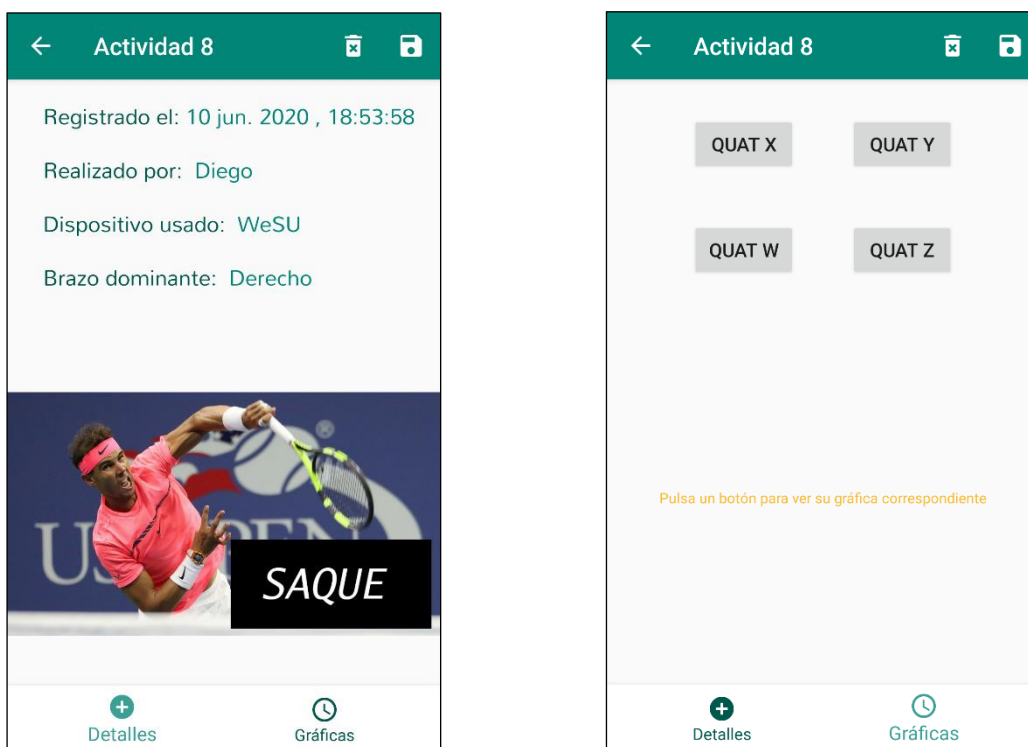 Actividad 8
Registrado el: 10 jun. 2020 , 18:53:58
Realizado por: Diego
Dispositivo usado: WeSU
Brazo dominante: Derecho
US OPEN
SAQUE
Detalles
Gráficas
Actividad 8
QUAT X
QUAT Y
QUAT W
QUAT Z
Pulsa un botón para ver su gráfica correspondiente
Detalles
Gráficas